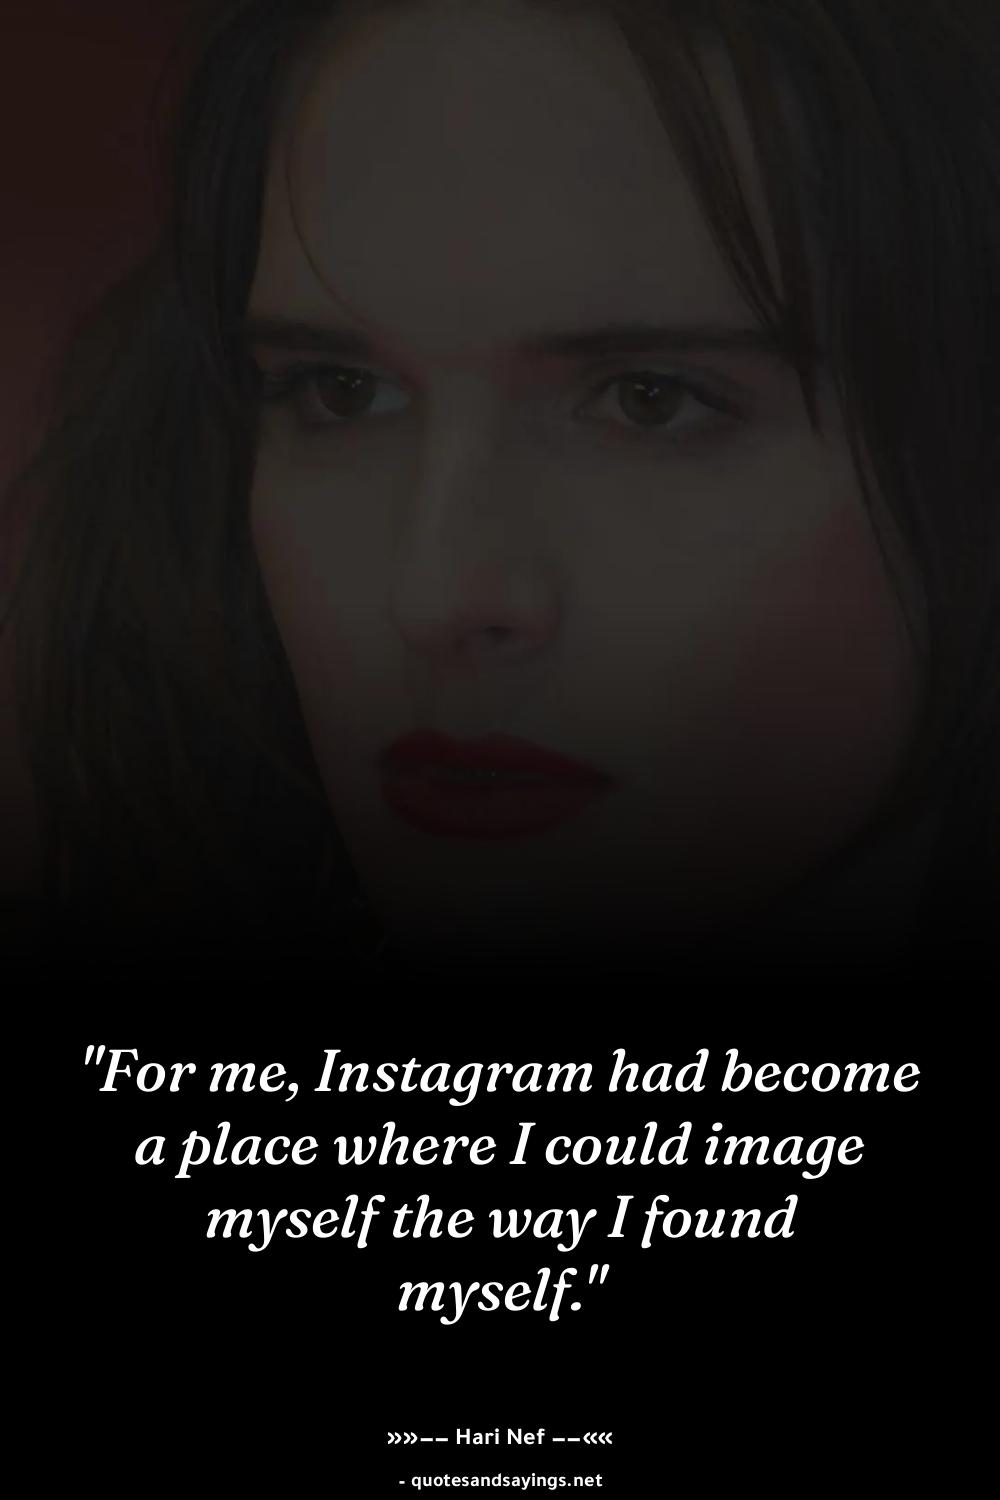 "For me, Instagram had become
a place where I could image
myself the way I found
myself."
»»−− Hari Nef −−««
- quotesandsayings.net